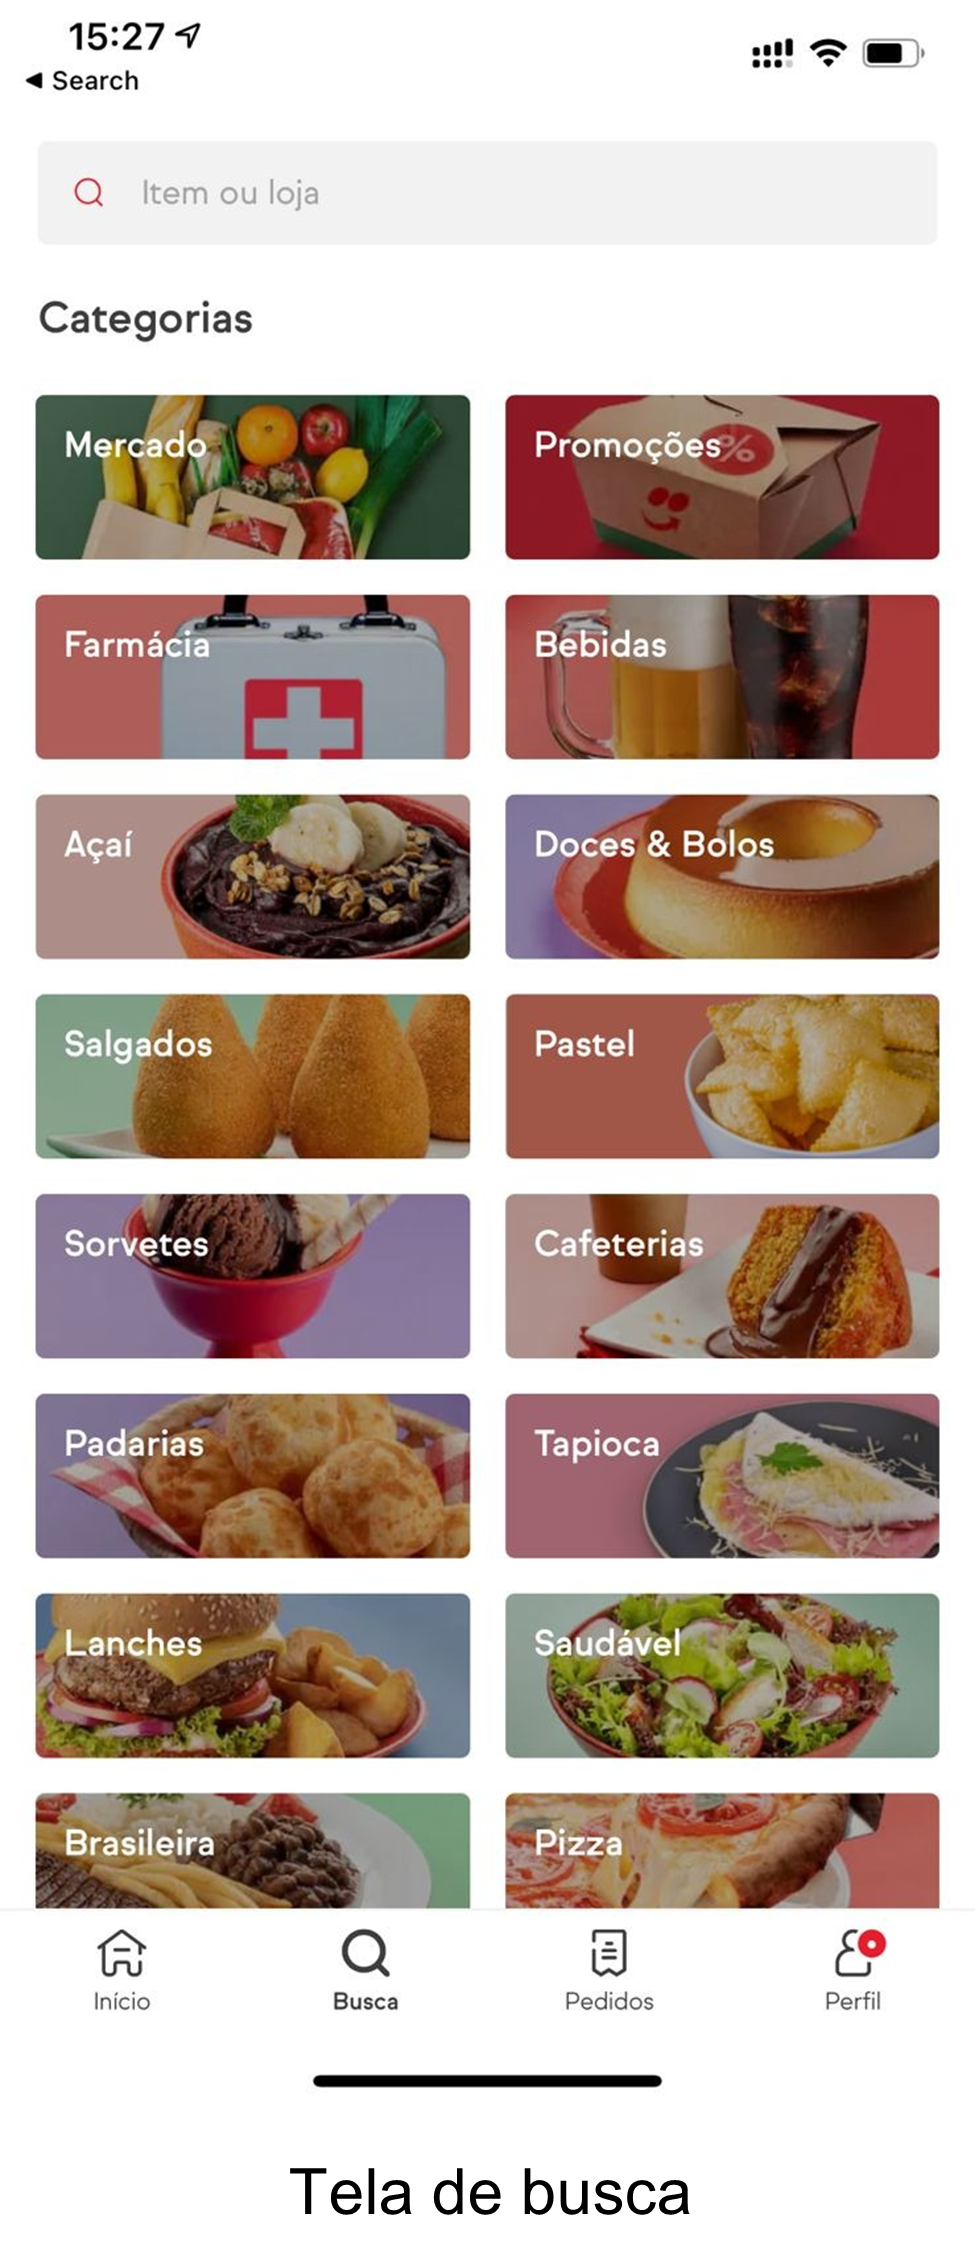 15:27
◀ Search
Item ou loja
Categorias
Mercado
Promoções
%
Farmácia
Bebidas
Açaí
Doces & Bolos
Salgados
Pastel
Sorvetes
Cafeterias
Padarias
Tapioca
Lanches
Saudável
Brasileira
Pizza
Início
Busca
Pedidos
Perfil
Tela de busca